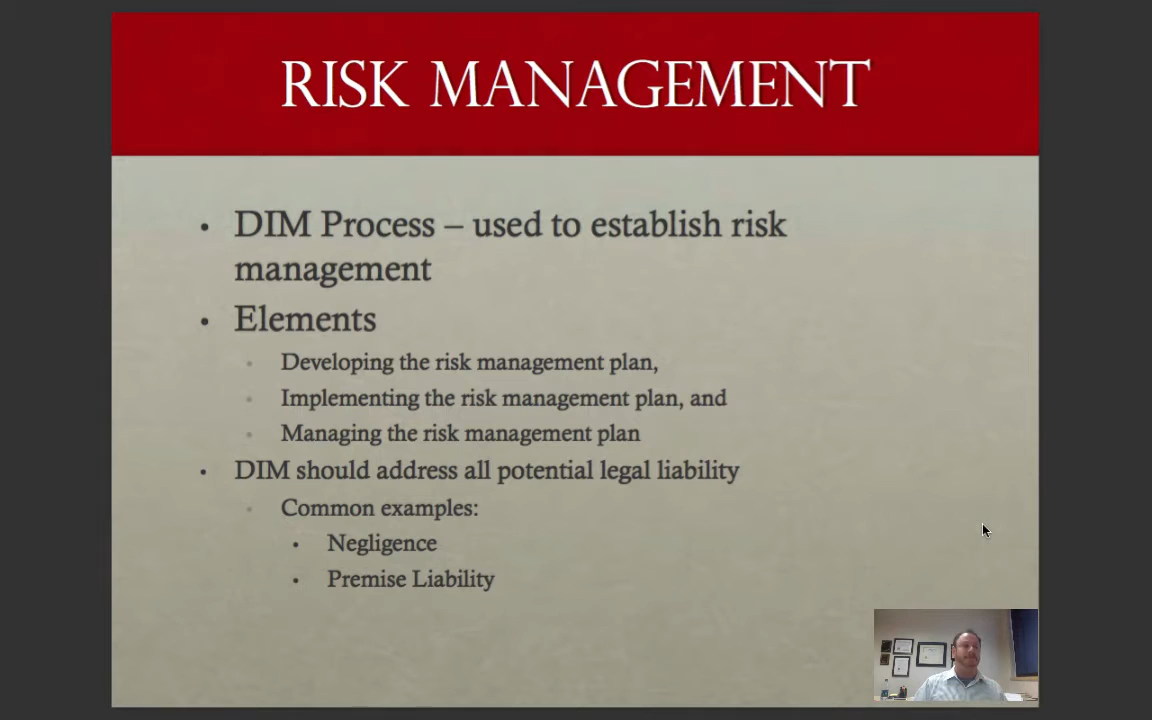 RISK MANAGEMENT
• DIM Process – used to establish risk
management
• Elements
• Developing the risk management plan,
• Implementing the risk management plan, and
• Managing the risk management plan
• DIM should address all potential legal liability
• Common examples:
• Negligence
• Premise Liability